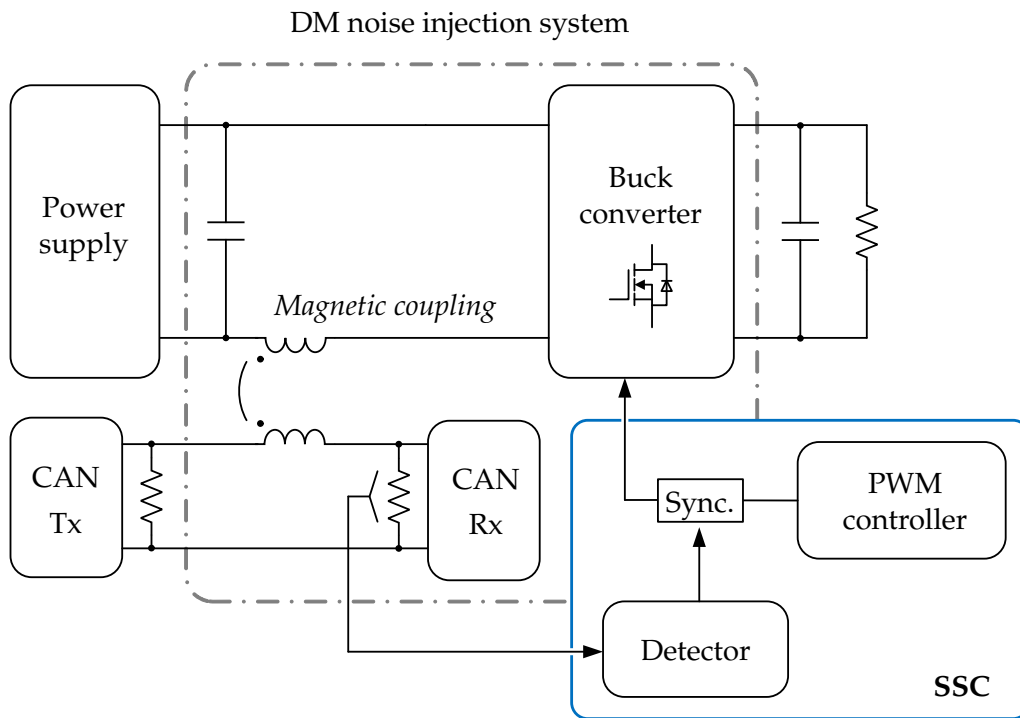 DM noise injection system
Power
supply
Buck
converter
Magnetic coupling
CAN
Tx
CAN
Rx
Sync.
PWM
controller
Detector
SSC